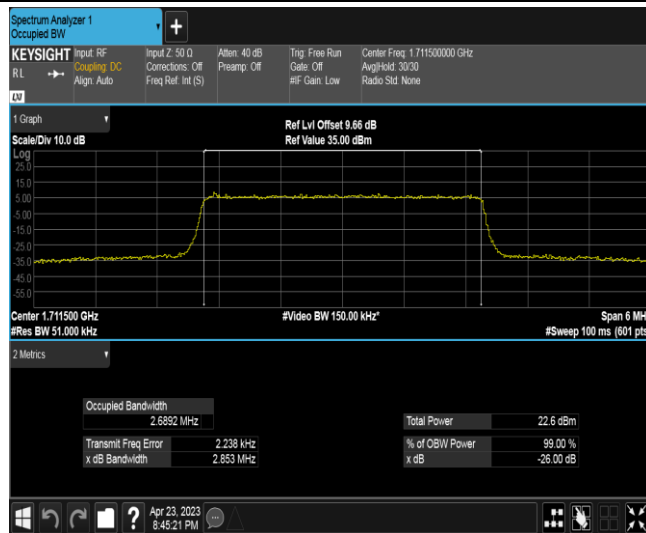 Spectrum Analyzer 1
Occupied BW
+
KEYSIGHT Input: RF Input Z: 50 Ω Atten: 40 dB Trig: Free Run Center Freq: 1.711500000 GHz
RL Coupling: DC Corrections: Off Preamp: Off Gate: Off Avg|Hold: 30/30
Align: Auto Freq Ref: Int (S) #IF Gain: Low Radio Std: None
LXI
1 Graph
Ref Lvl Offset 9.66 dB
Scale/Div 10.0 dB Ref Value 35.00 dBm
Log
25.0
15.0
5.00
-5.00
-15.0
-25.0
-35.0
-45.0
-55.0
Center 1.711500 GHz #Video BW 150.00 kHz* Span 6 MH
#Res BW 51.000 kHz #Sweep 100 ms (601 pts
2 Metrics
Occupied Bandwidth
2.6892 MHz Total Power 22.6 dBm
Transmit Freq Error 2.238 kHz % of OBW Power 99.00 %
x dB Bandwidth 2.853 MHz x dB -26.00 dB
? Apr 23, 2023
8:45:21 PM